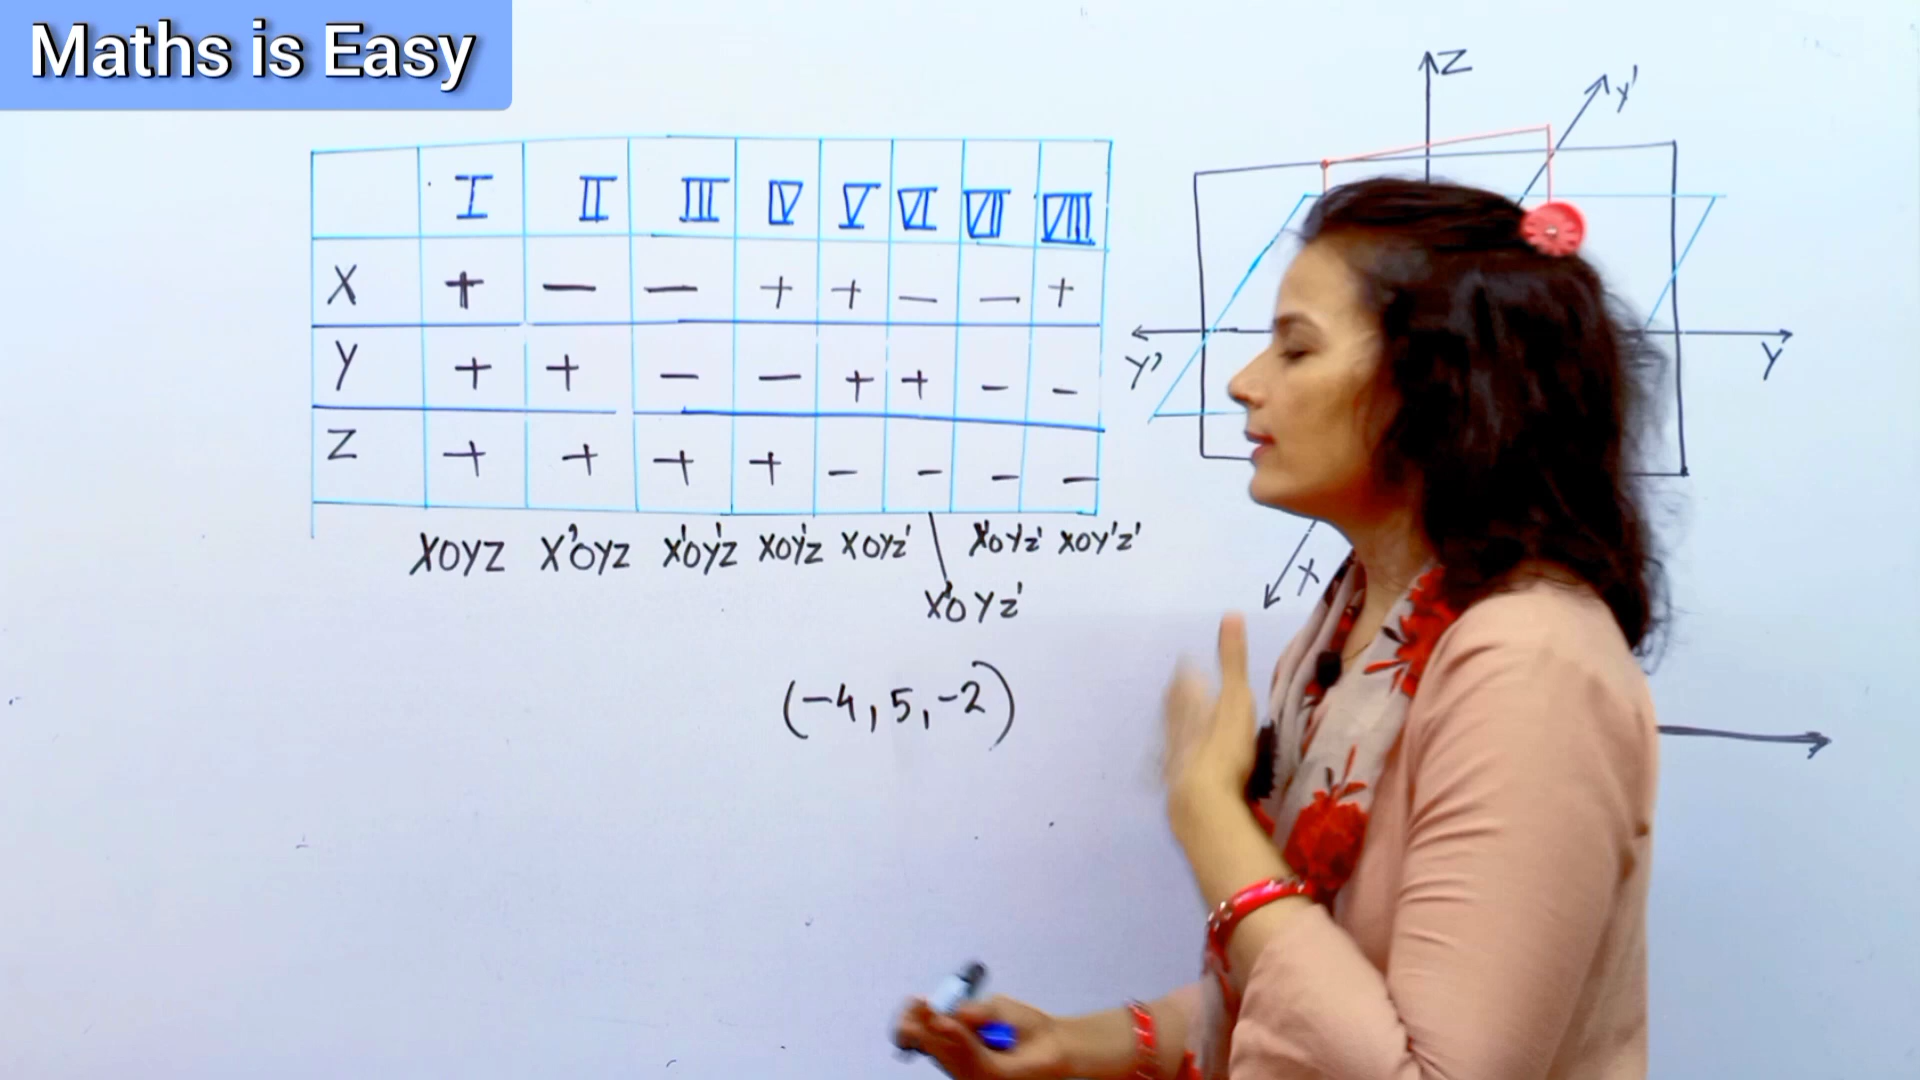 Maths is Easy
I II III IV V VI VII VIII
X + − − + + − − +
Y + + − − + + − −
Z + + + + − − − −
XOYZ X'OYZ X'OY'Z XOY'Z XOYZ' X'OY'Z' XOY'Z'
X'OYZ'
(-4, 5, -2)
Z
Y'
Y'
Y
X